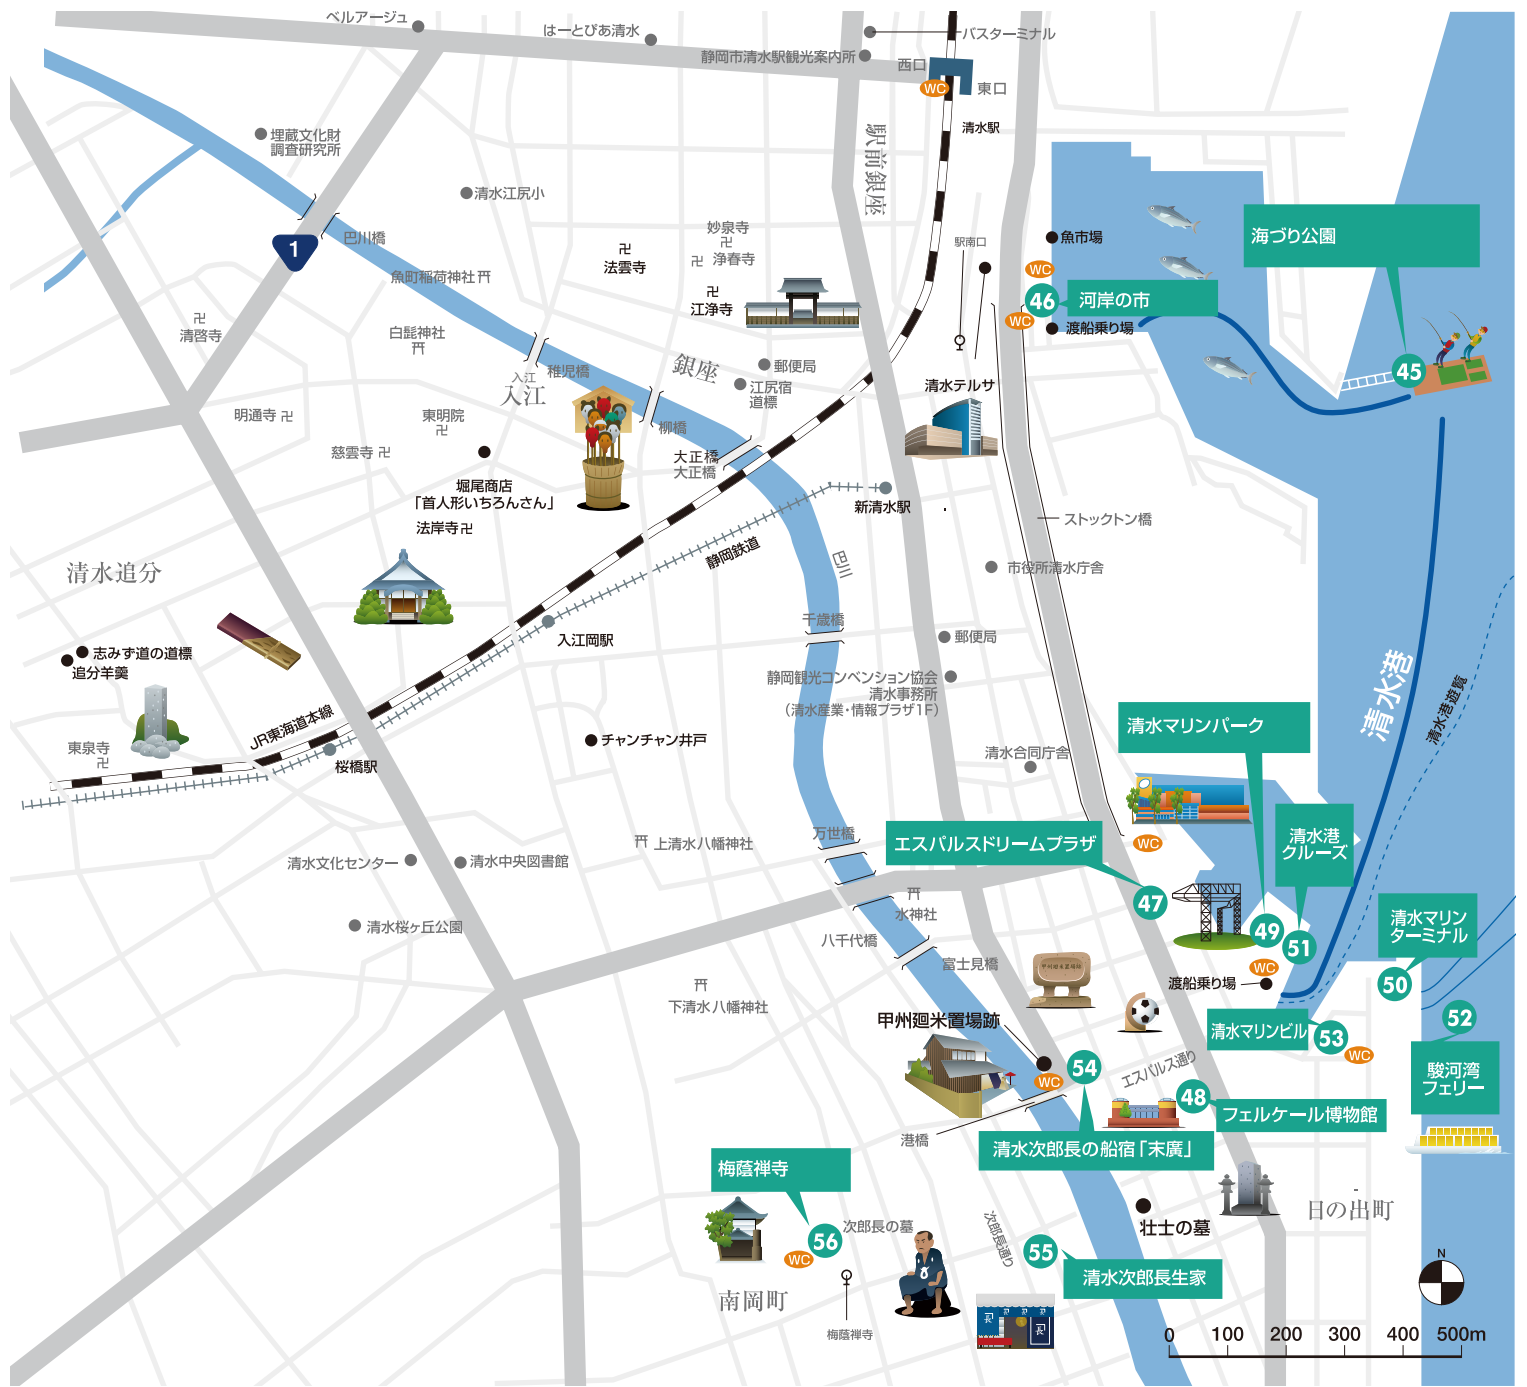 ベルアージュ
はーとぴあ清水
バスターミナル
静岡市清水駅観光案内所
西口
WC
東口
清水駅
駅前銀座
埋蔵文化財
調査研究所
清水江尻小
1
巴川橋
魚町稲荷神社
法雲寺
妙泉寺
浄春寺
江浄寺
駅南口
魚市場
WC
46
河岸の市
WC
渡船乗り場
海づり公園
45
清啓寺
白髭神社
入江
入江
稚児橋
銀座
郵便局
江尻宿
道標
清水テルサ
明通寺
東明院
慈雲寺
柳橋
大正橋
大正橋
堀尾商店
「首人形いちろんさん」
法岸寺
新清水駅
静岡鉄道
ストックトン橋
巴川
市役所清水庁舎
清水追分
志みず道の道標
追分羊羹
入江岡駅
千歳橋
郵便局
静岡観光コンベンション協会
清水事務所
(清水産業・情報プラザ1F)
清水港
清水港遊覧
東泉寺
JR東海道本線
桜橋駅
チャンチャン井戸
清水合同庁舎
清水マリンパーク
清水文化センター
清水中央図書館
上清水八幡神社
万世橋
エスパルスドリームプラザ
WC
清水港
クルーズ
47
49
51
清水桜ヶ丘公園
水神社
八千代橋
富士見橋
清水マリン
ターミナル
50
WC
渡船乗り場
下清水八幡神社
甲州廻米置場跡
甲州廻米置場跡
清水マリンビル
53
WC
52
駿河湾
フェリー
WC
54
エスパルス通り
48
フェルケール博物館
港橋
清水次郎長の船宿「末廣」
梅蔭禅寺
56
WC
次郎長の墓
次郎長通り
55
清水次郎長生家
壮士の墓
日の出町
南岡町
梅蔭禅寺
N
0 100 200 300 400 500m